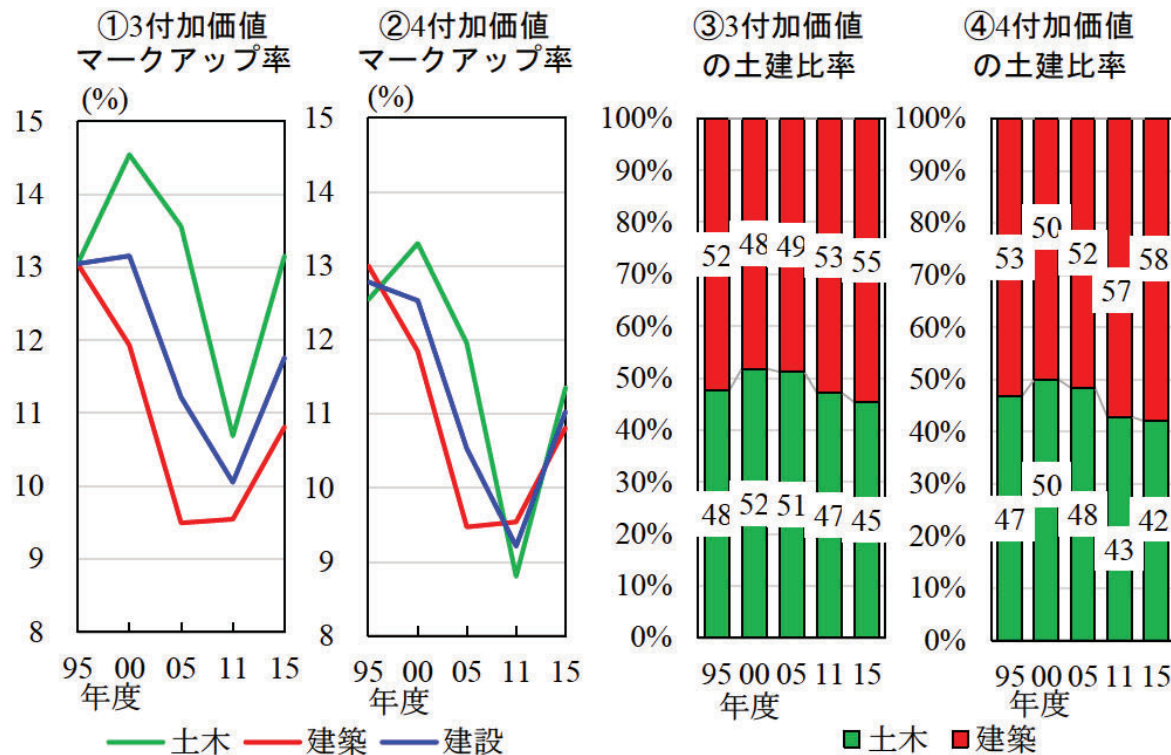 ①3付加価値
マークアップ率
(%)
15
14
13
12
11
10
9
8
95 00 05 11 15
年度
②4付加価値
マークアップ率
(%)
15
14
13
12
11
10
9
8
95 00 05 11 15
年度
土木 建築 建設
③3付加価値
の土建比率
100%
90%
80%
70%
60%
50%
40%
30%
20%
10%
0%
52 48 49 53 55
48 52 51 47 45
95 00 05 11 15
年度
④4付加価値
の土建比率
100%
90%
80%
70%
60%
50%
40%
30%
20%
10%
0%
53 50 52 57 58
47 50 48 43 42
95 00 05 11 15
年度
土木 建築